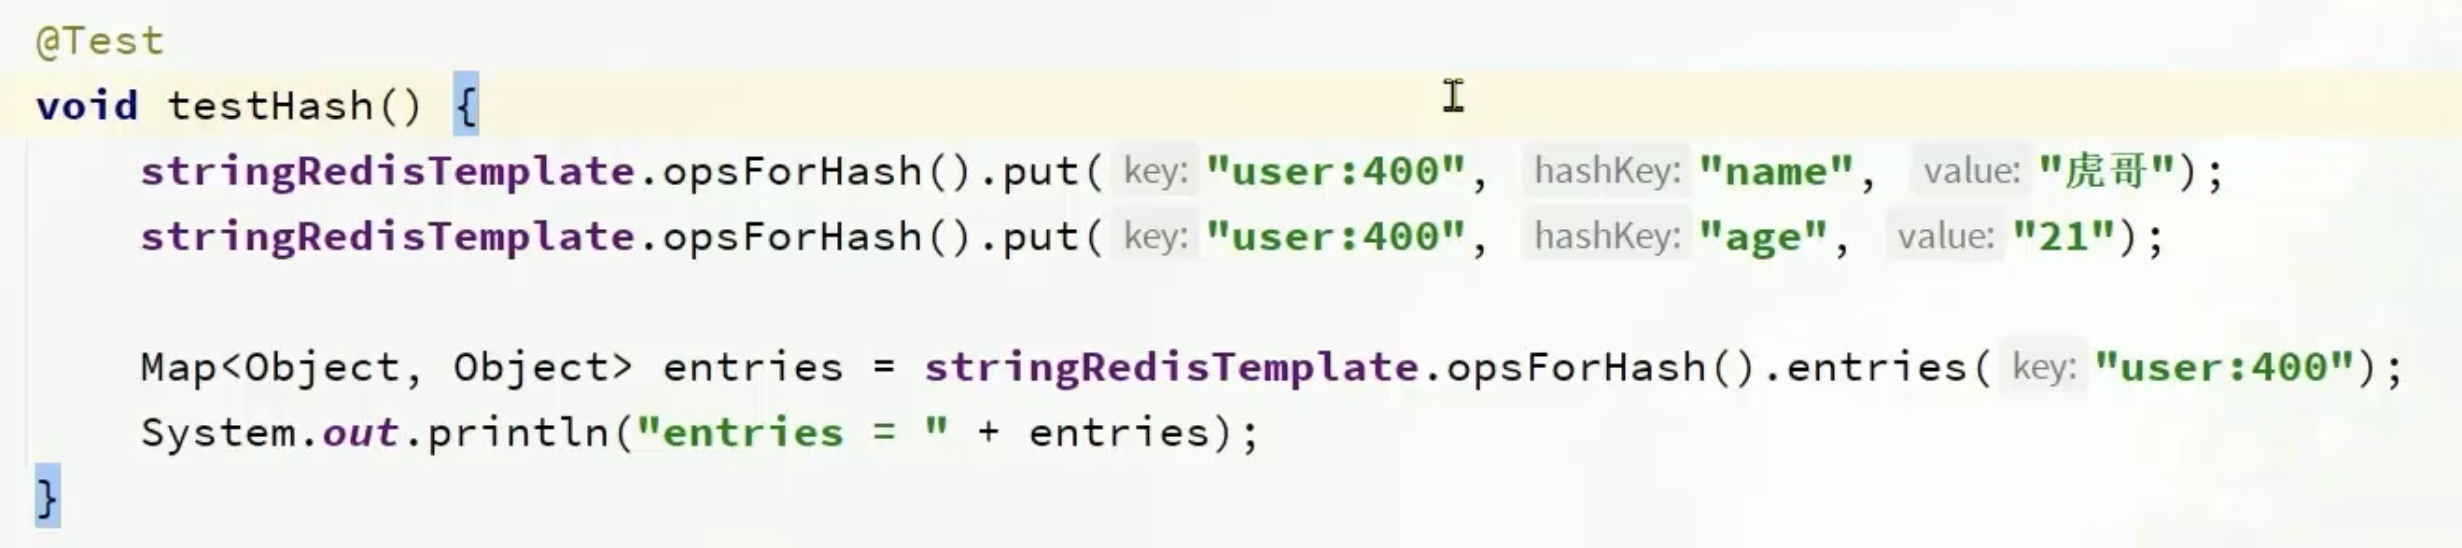 @Test
void testHash() {
stringRedisTemplate.opsForHash().put( key: "user:400", hashKey: "name", value: "虎哥");
stringRedisTemplate.opsForHash().put( key: "user:400", hashKey: "age", value: "21");
Map<Object, Object> entries = stringRedisTemplate.opsForHash().entries( key: "user:400");
System.out.println("entries = " + entries);
}